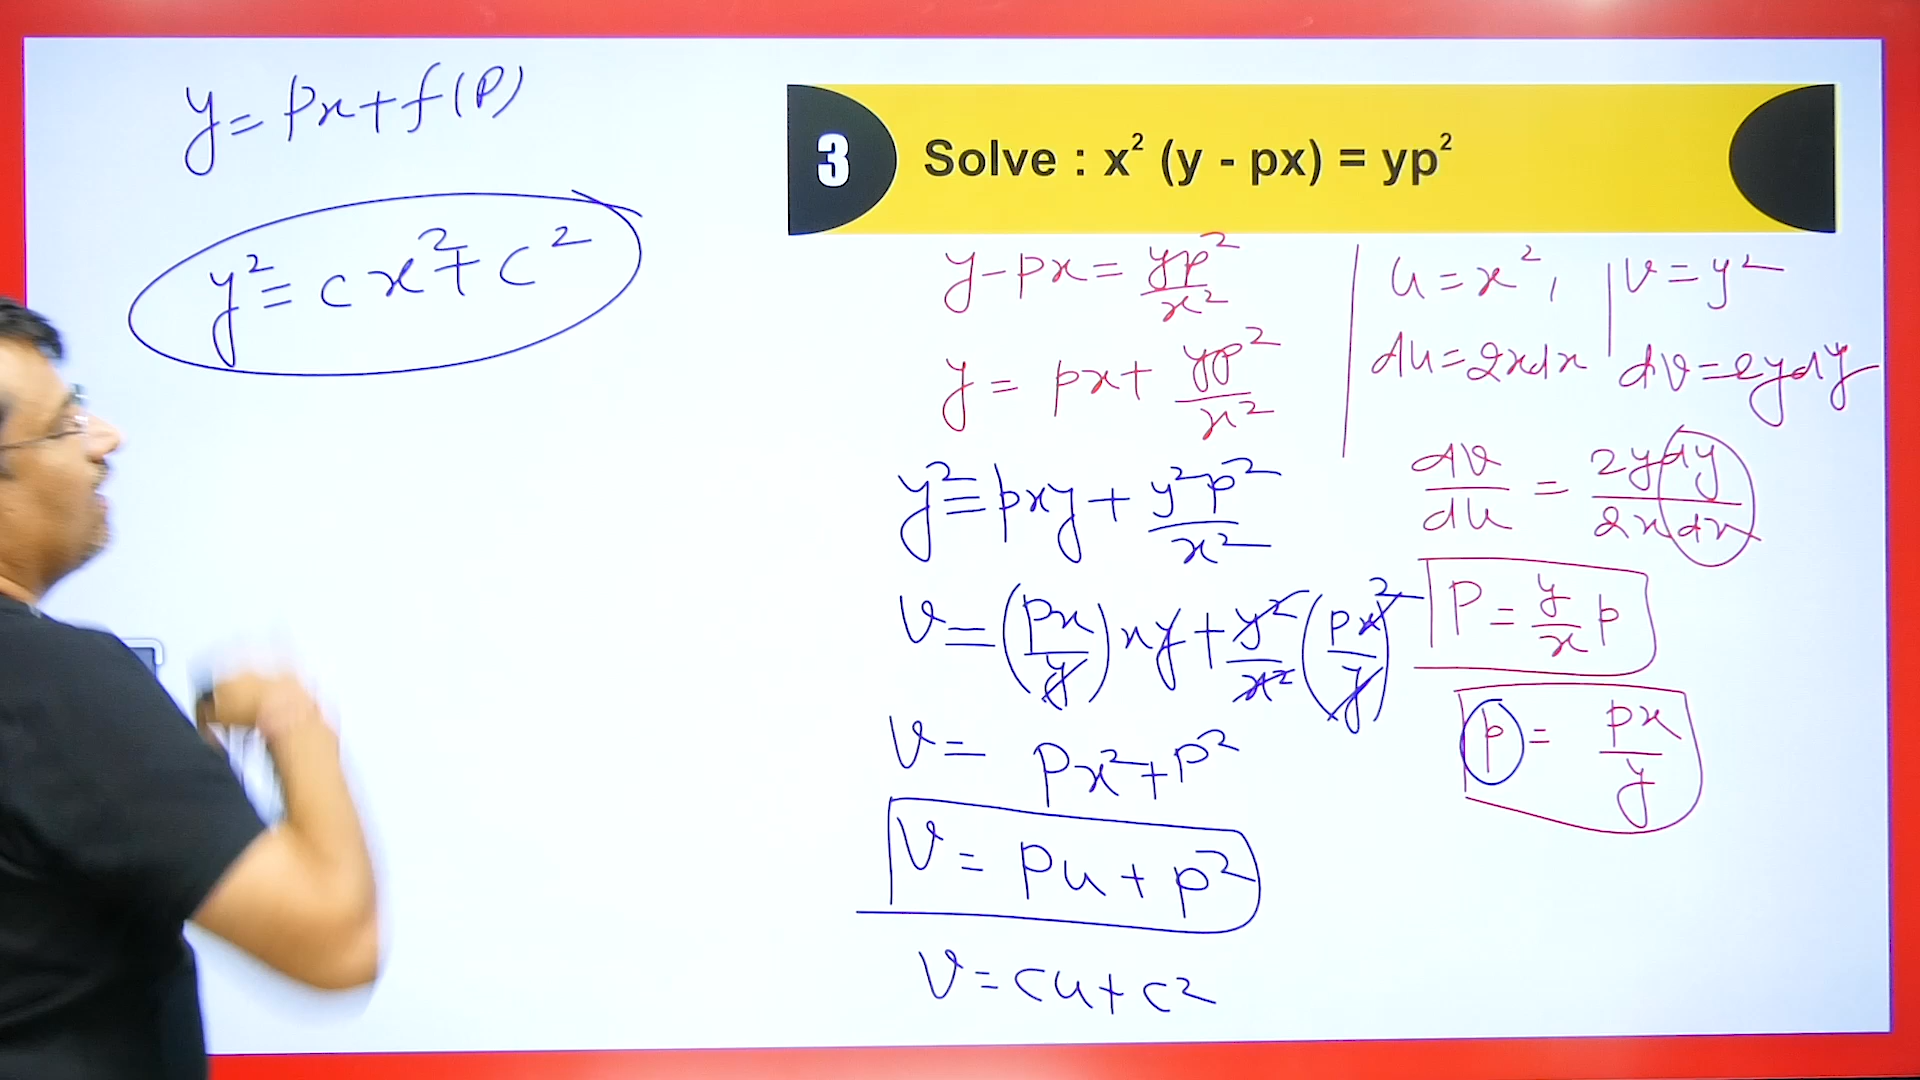 y = px + f(p)
y² = cx² + c²
3 Solve : x² (y - px) = yp²
y - px = yp²/x²
y = px + yp²/x²
y² = pxy + y²p²/x²
v = (Px/y) xy + y²/x² (Px/y)²
v = Px² + P²
v = Pu + P²
v = cu + c²
u = x², | v = y²
du = 2xdx | dv = 2ydy
dv/du = 2ydy/2xdx
P = y/x p
p = Px/y